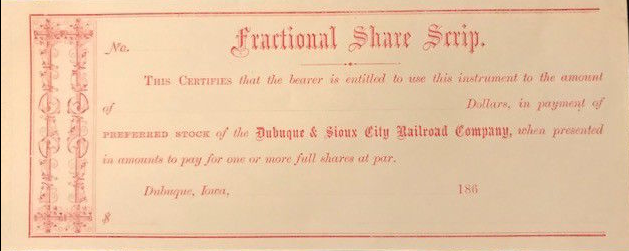 Fractional Share Scrip.
No.
THIS CERTIFIES that the bearer is entitled to use this instrument to the amount
of Dollars, in payment of
PREFERRED STOCK of the Dubuque & Sioux City Railroad Company, when presented
in amounts to pay for one or more full shares at par.
Dubuque, Iowa, 186
$